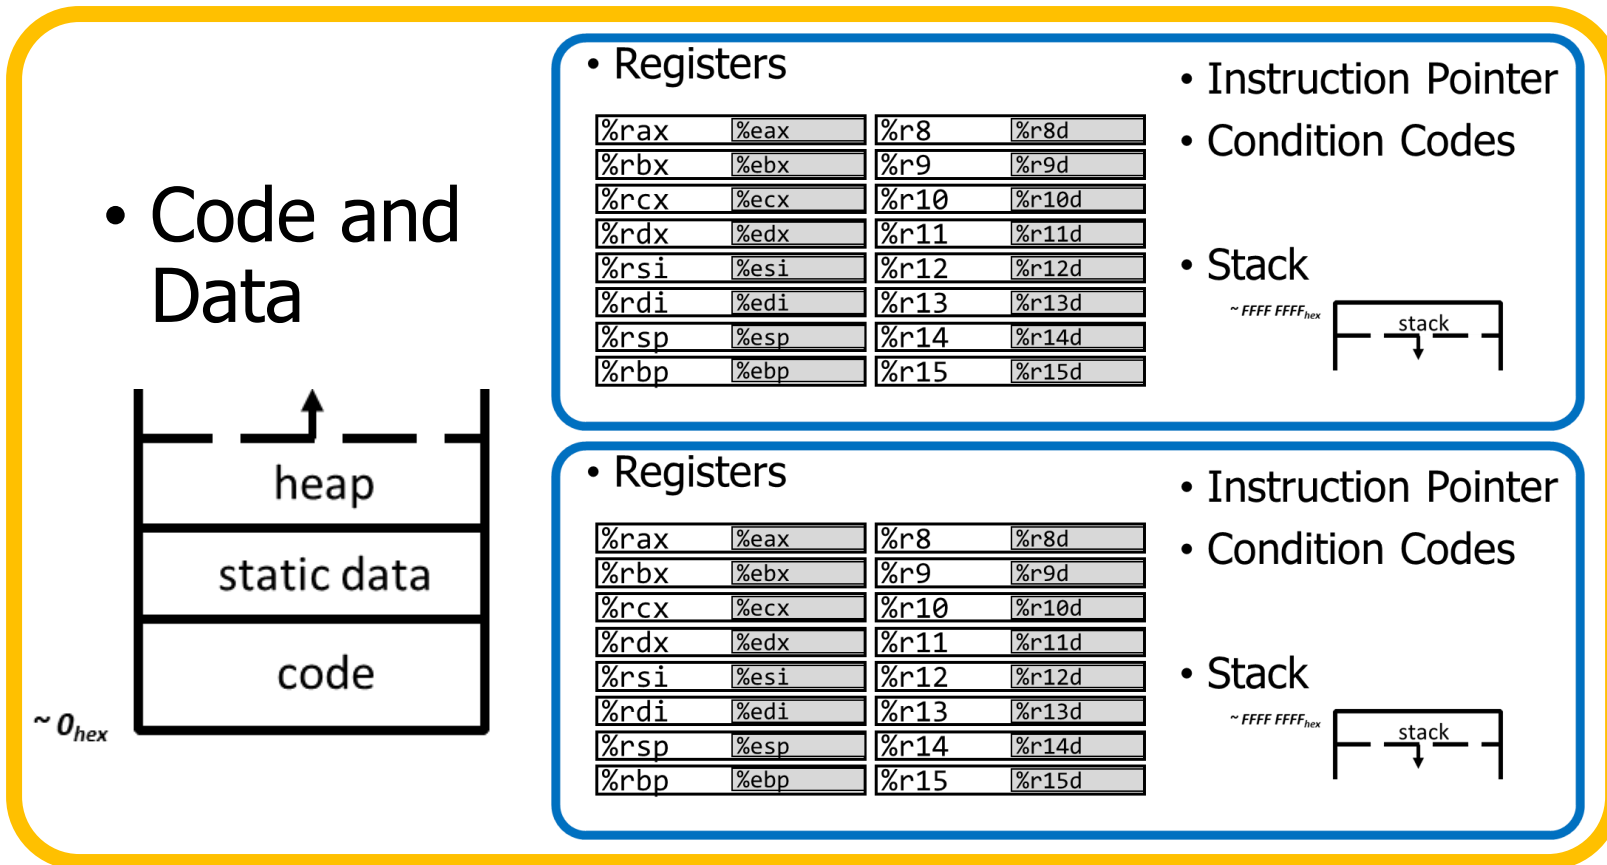 • Code and
Data
heap
static data
code
~ 0hex
• Registers
%rax %eax %r8 %r8d
%rbx %ebx %r9 %r9d
%rcx %ecx %r10 %r10d
%rdx %edx %r11 %r11d
%rsi %esi %r12 %r12d
%rdi %edi %r13 %r13d
%rsp %esp %r14 %r14d
%rbp %ebp %r15 %r15d
• Instruction Pointer
• Condition Codes
• Stack
~ FFFF FFFFhex
stack
• Registers
%rax %eax %r8 %r8d
%rbx %ebx %r9 %r9d
%rcx %ecx %r10 %r10d
%rdx %edx %r11 %r11d
%rsi %esi %r12 %r12d
%rdi %edi %r13 %r13d
%rsp %esp %r14 %r14d
%rbp %ebp %r15 %r15d
• Instruction Pointer
• Condition Codes
• Stack
~ FFFF FFFFhex
stack